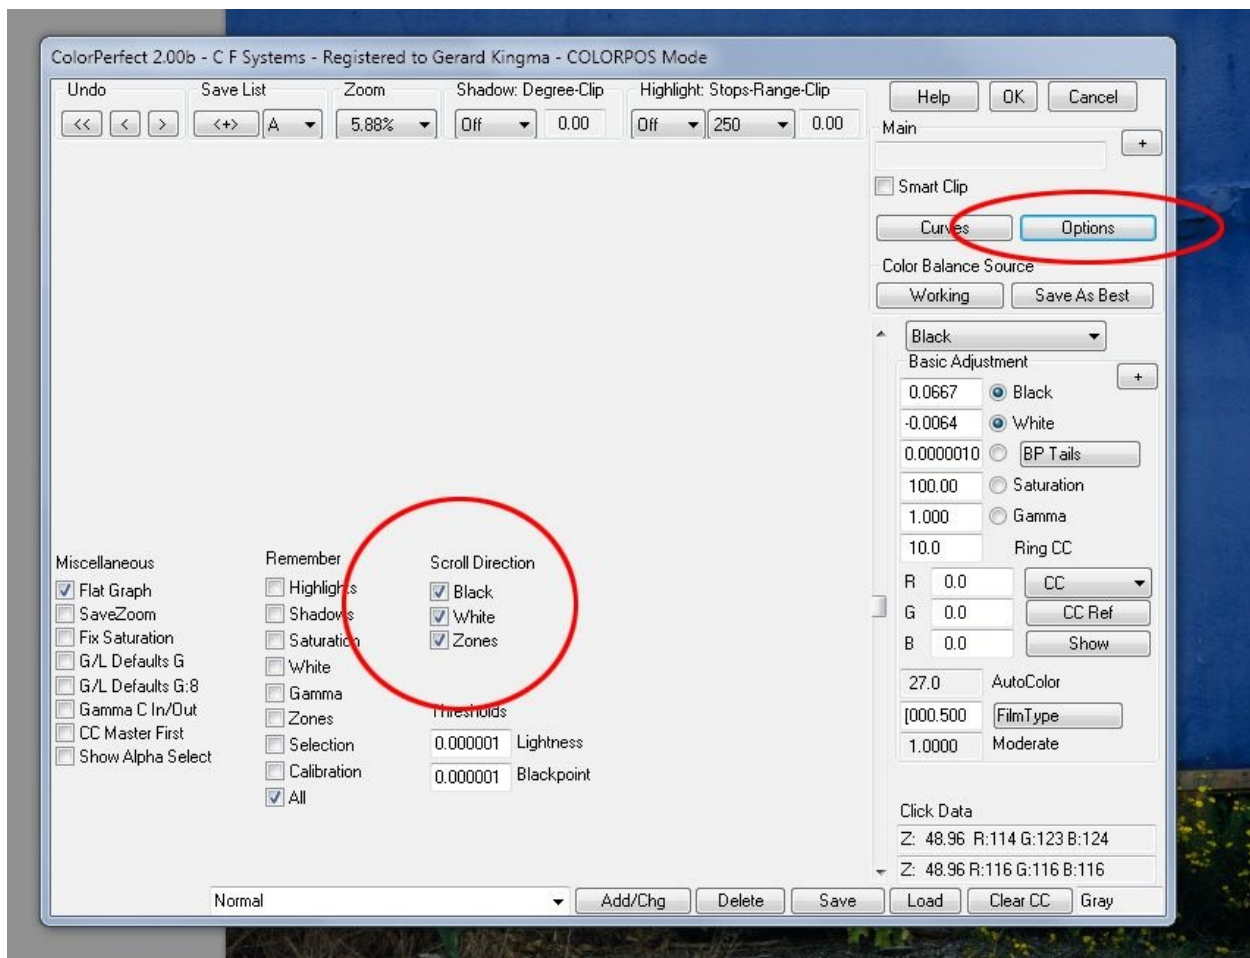 ColorPerfect 2.00b - C F Systems - Registered to Gerard Kingma - COLORPOS Mode
Undo Save List Zoom Shadow: Degree-Clip Highlight: Stops-Range-Clip
<< < > <+> A 5.88% Off 0.00 Off 250 0.00
Help OK Cancel
Main
+
Smart Clip
Curves Options
Color Balance Source
Working Save As Best
Black
Basic Adjustment
+
0.0667 Black
-0.0064 White
0.0000010 BP Tails
100.00 Saturation
1.000 Gamma
10.0 Ring CC
R 0.0 CC
G 0.0 CC Ref
B 0.0 Show
27.0 AutoColor
[000.500 FilmType
1.0000 Moderate
Click Data
Z: 48.96 R:114 G:123 B:124
Z: 48.96 R:116 G:116 B:116
Miscellaneous
Flat Graph
SaveZoom
Fix Saturation
G/L Defaults G
G/L Defaults G:8
Gamma C In/Out
CC Master First
Show Alpha Select
Remember
Highlights
Shadows
Saturation
White
Gamma
Zones
Selection
Calibration
All
Scroll Direction
Black
White
Zones
Thresholds
0.000001 Lightness
0.000001 Blackpoint
Normal Add/Chg Delete Save Load Clear CC Gray